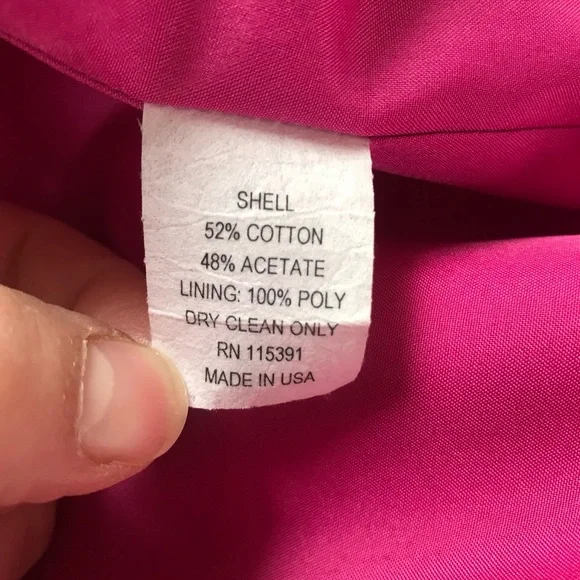 SHELL
52% COTTON
48% ACETATE
LINING: 100% POLY
DRY CLEAN ONLY
RN 115391
MADE IN USA